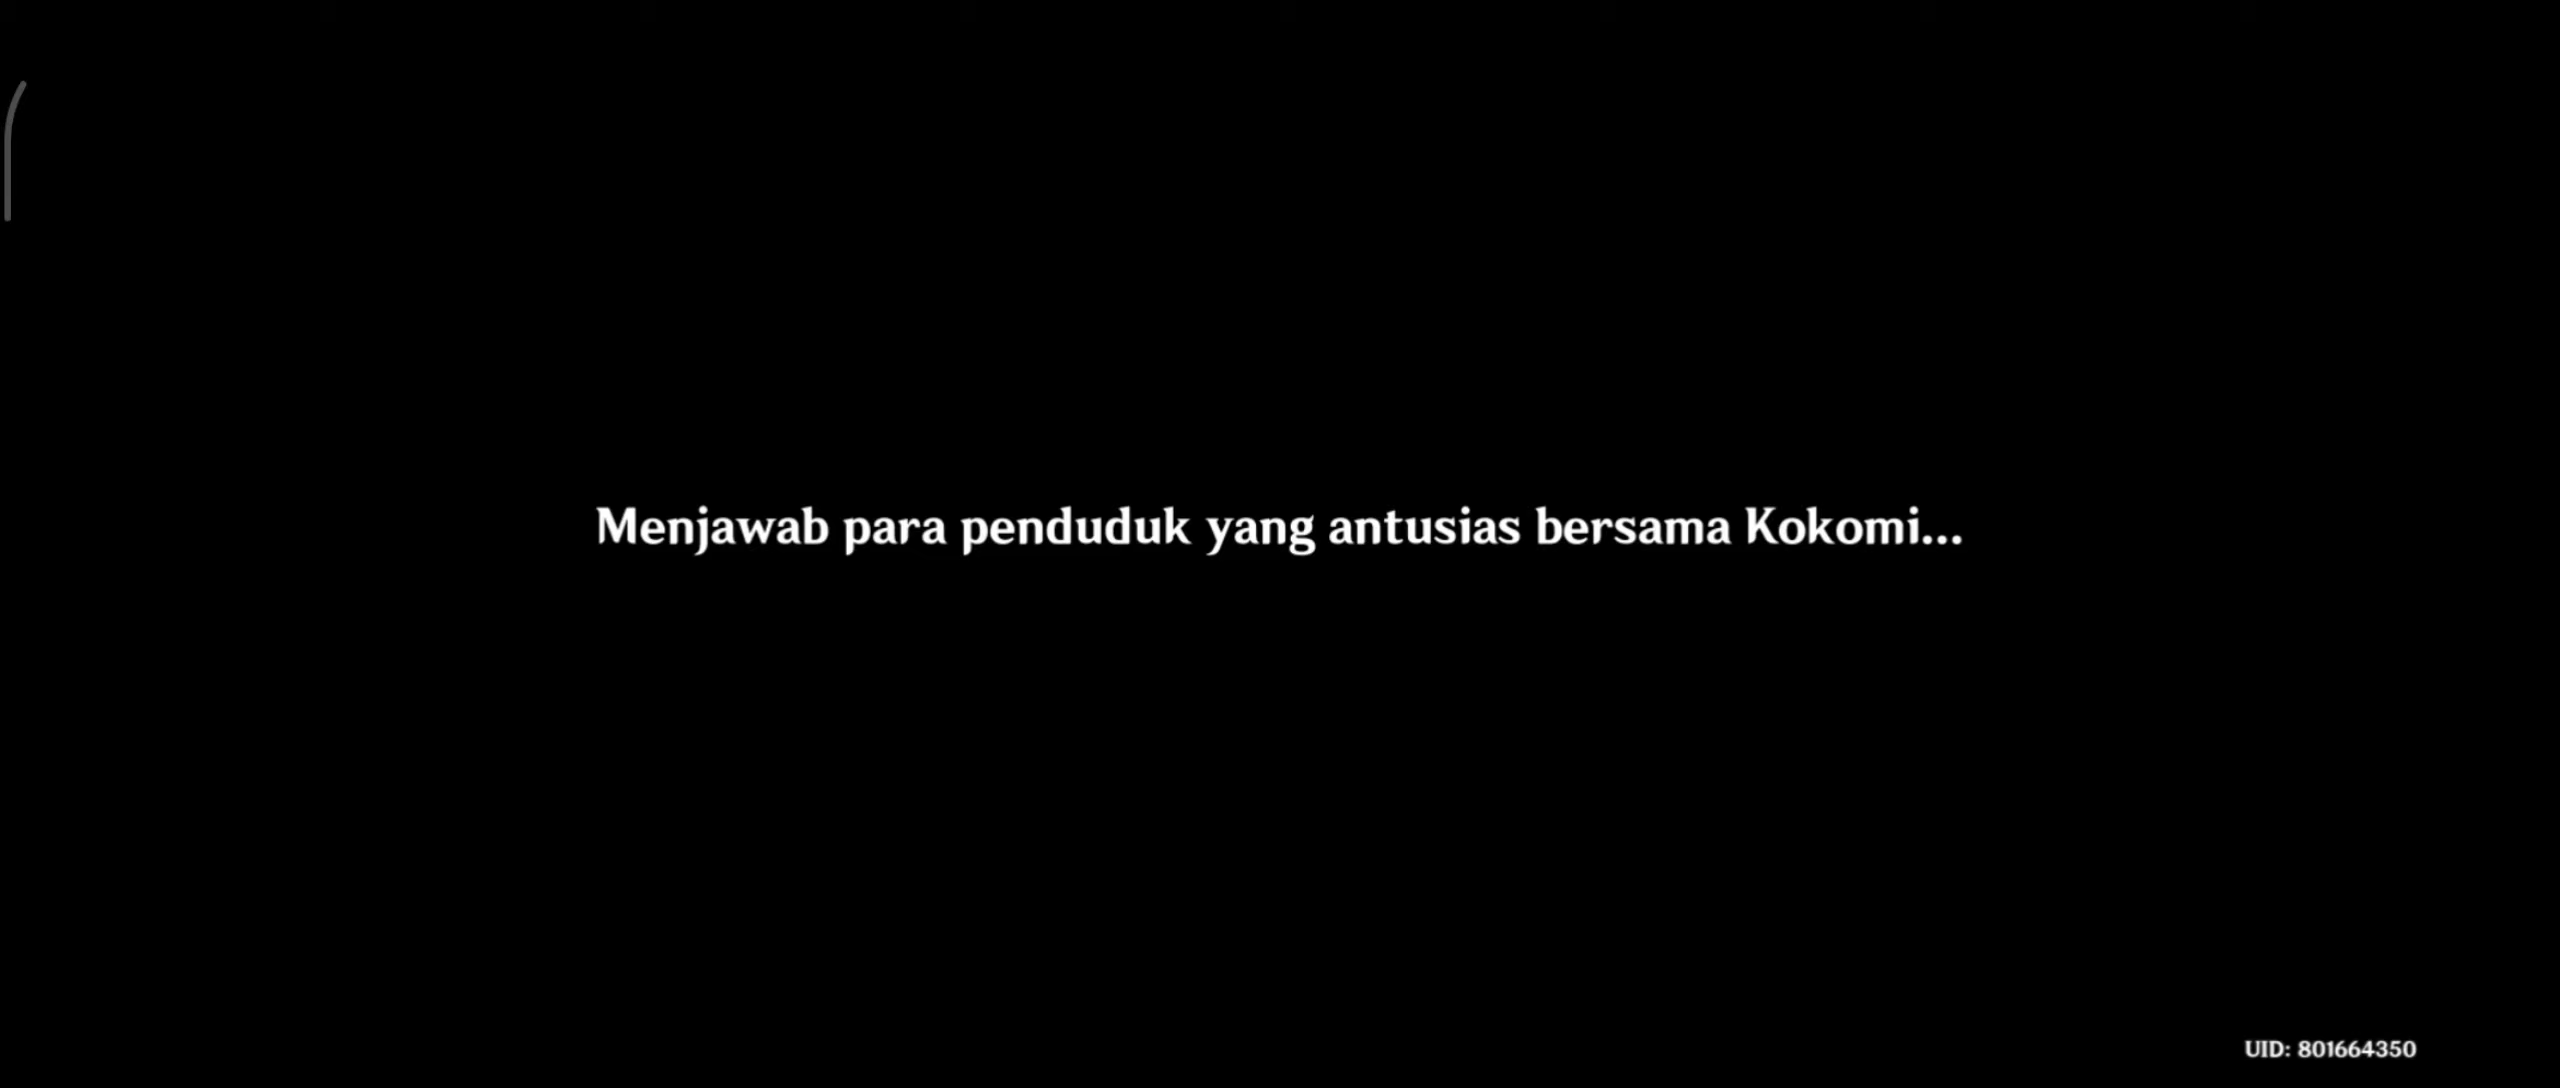 Menjawab para penduduk yang antusias bersama Kokomi...
UID: 801664350